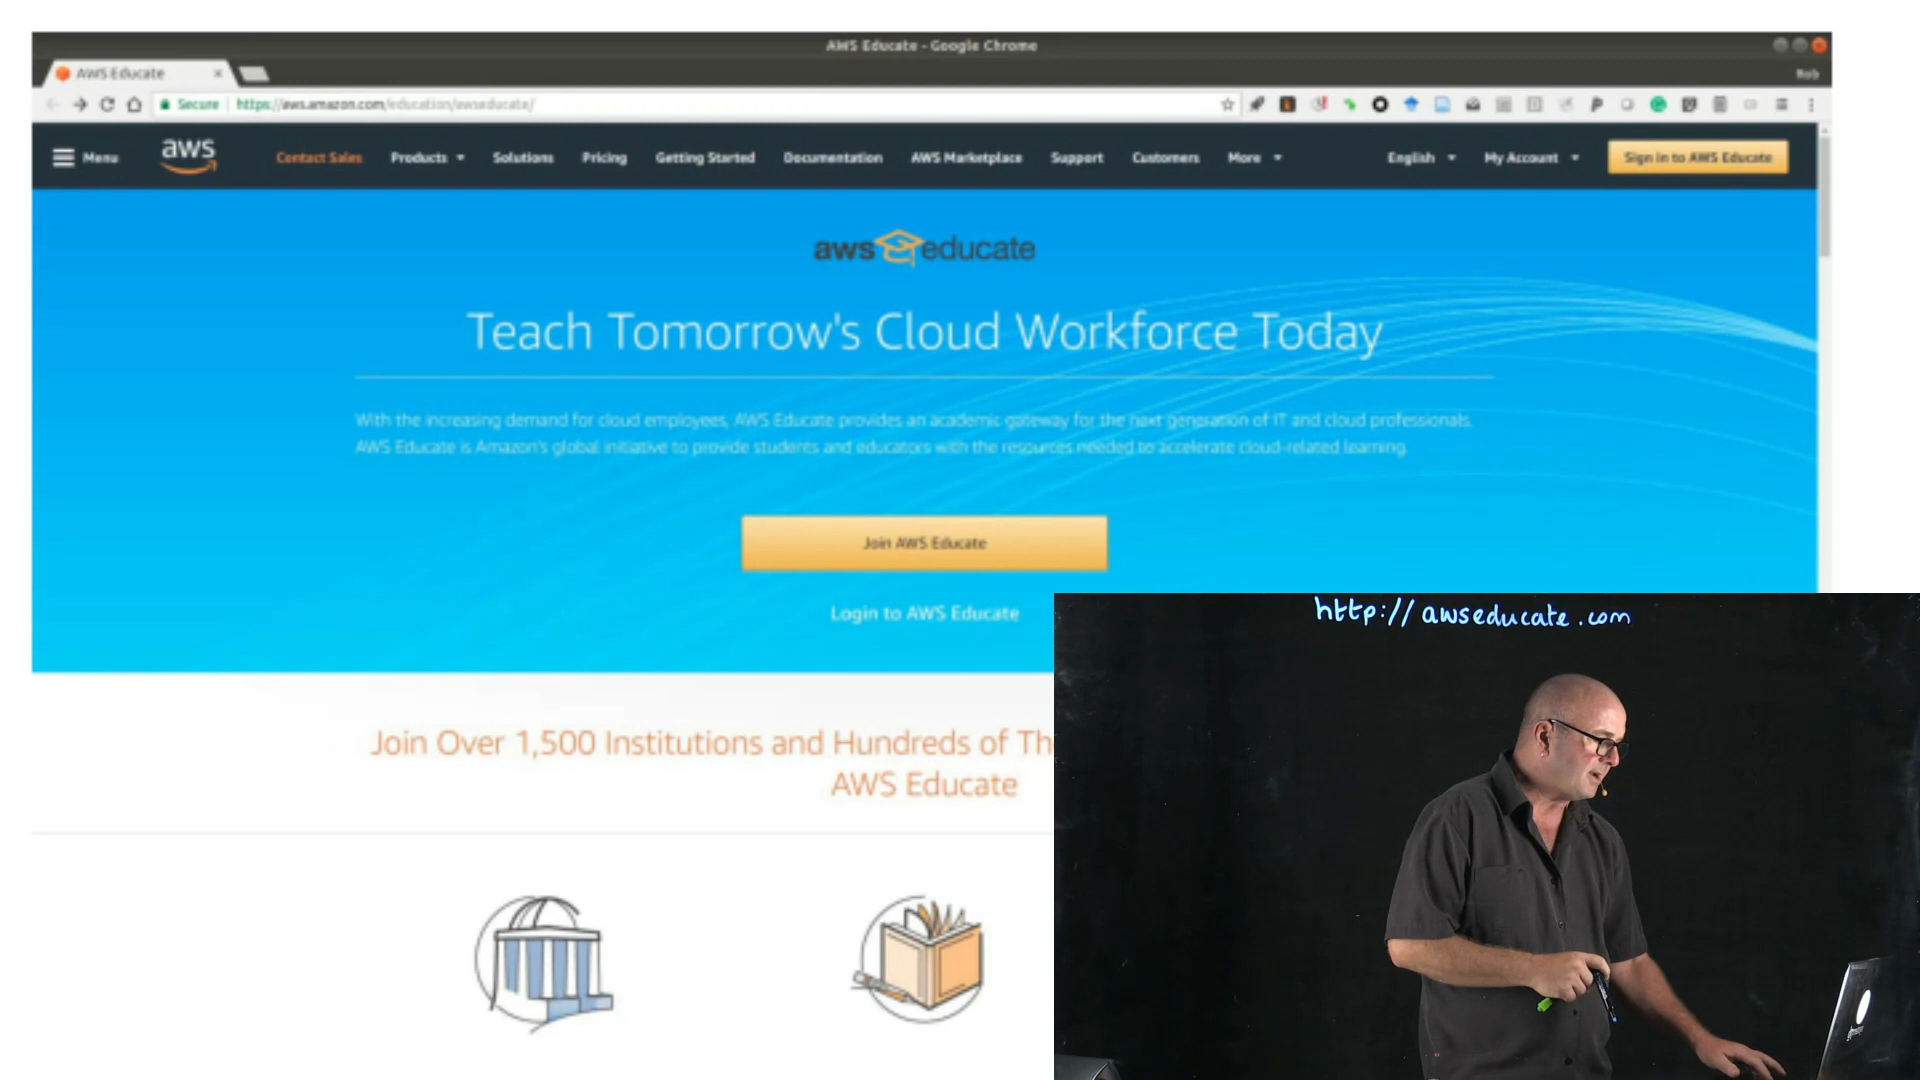 AWS Educate - Google Chrome
AWS Educate
Rob
Secure https://aws.amazon.com/education/awseducate/
Menu aws Contact Sales Products Solutions Pricing Getting Started Documentation AWS Marketplace Support Customers More English My Account Sign in to AWS Educate
aws educate
Teach Tomorrow's Cloud Workforce Today
With the increasing demand for cloud employees, AWS Educate provides an academic gateway for the next generation of IT and cloud professionals.
AWS Educate is Amazon's global initiative to provide students and educators with the resources needed to accelerate cloud-related learning.
Join AWS Educate
Login to AWS Educate
http://awseducate.com
Join Over 1,500 Institutions and Hundreds of Th
AWS Educate